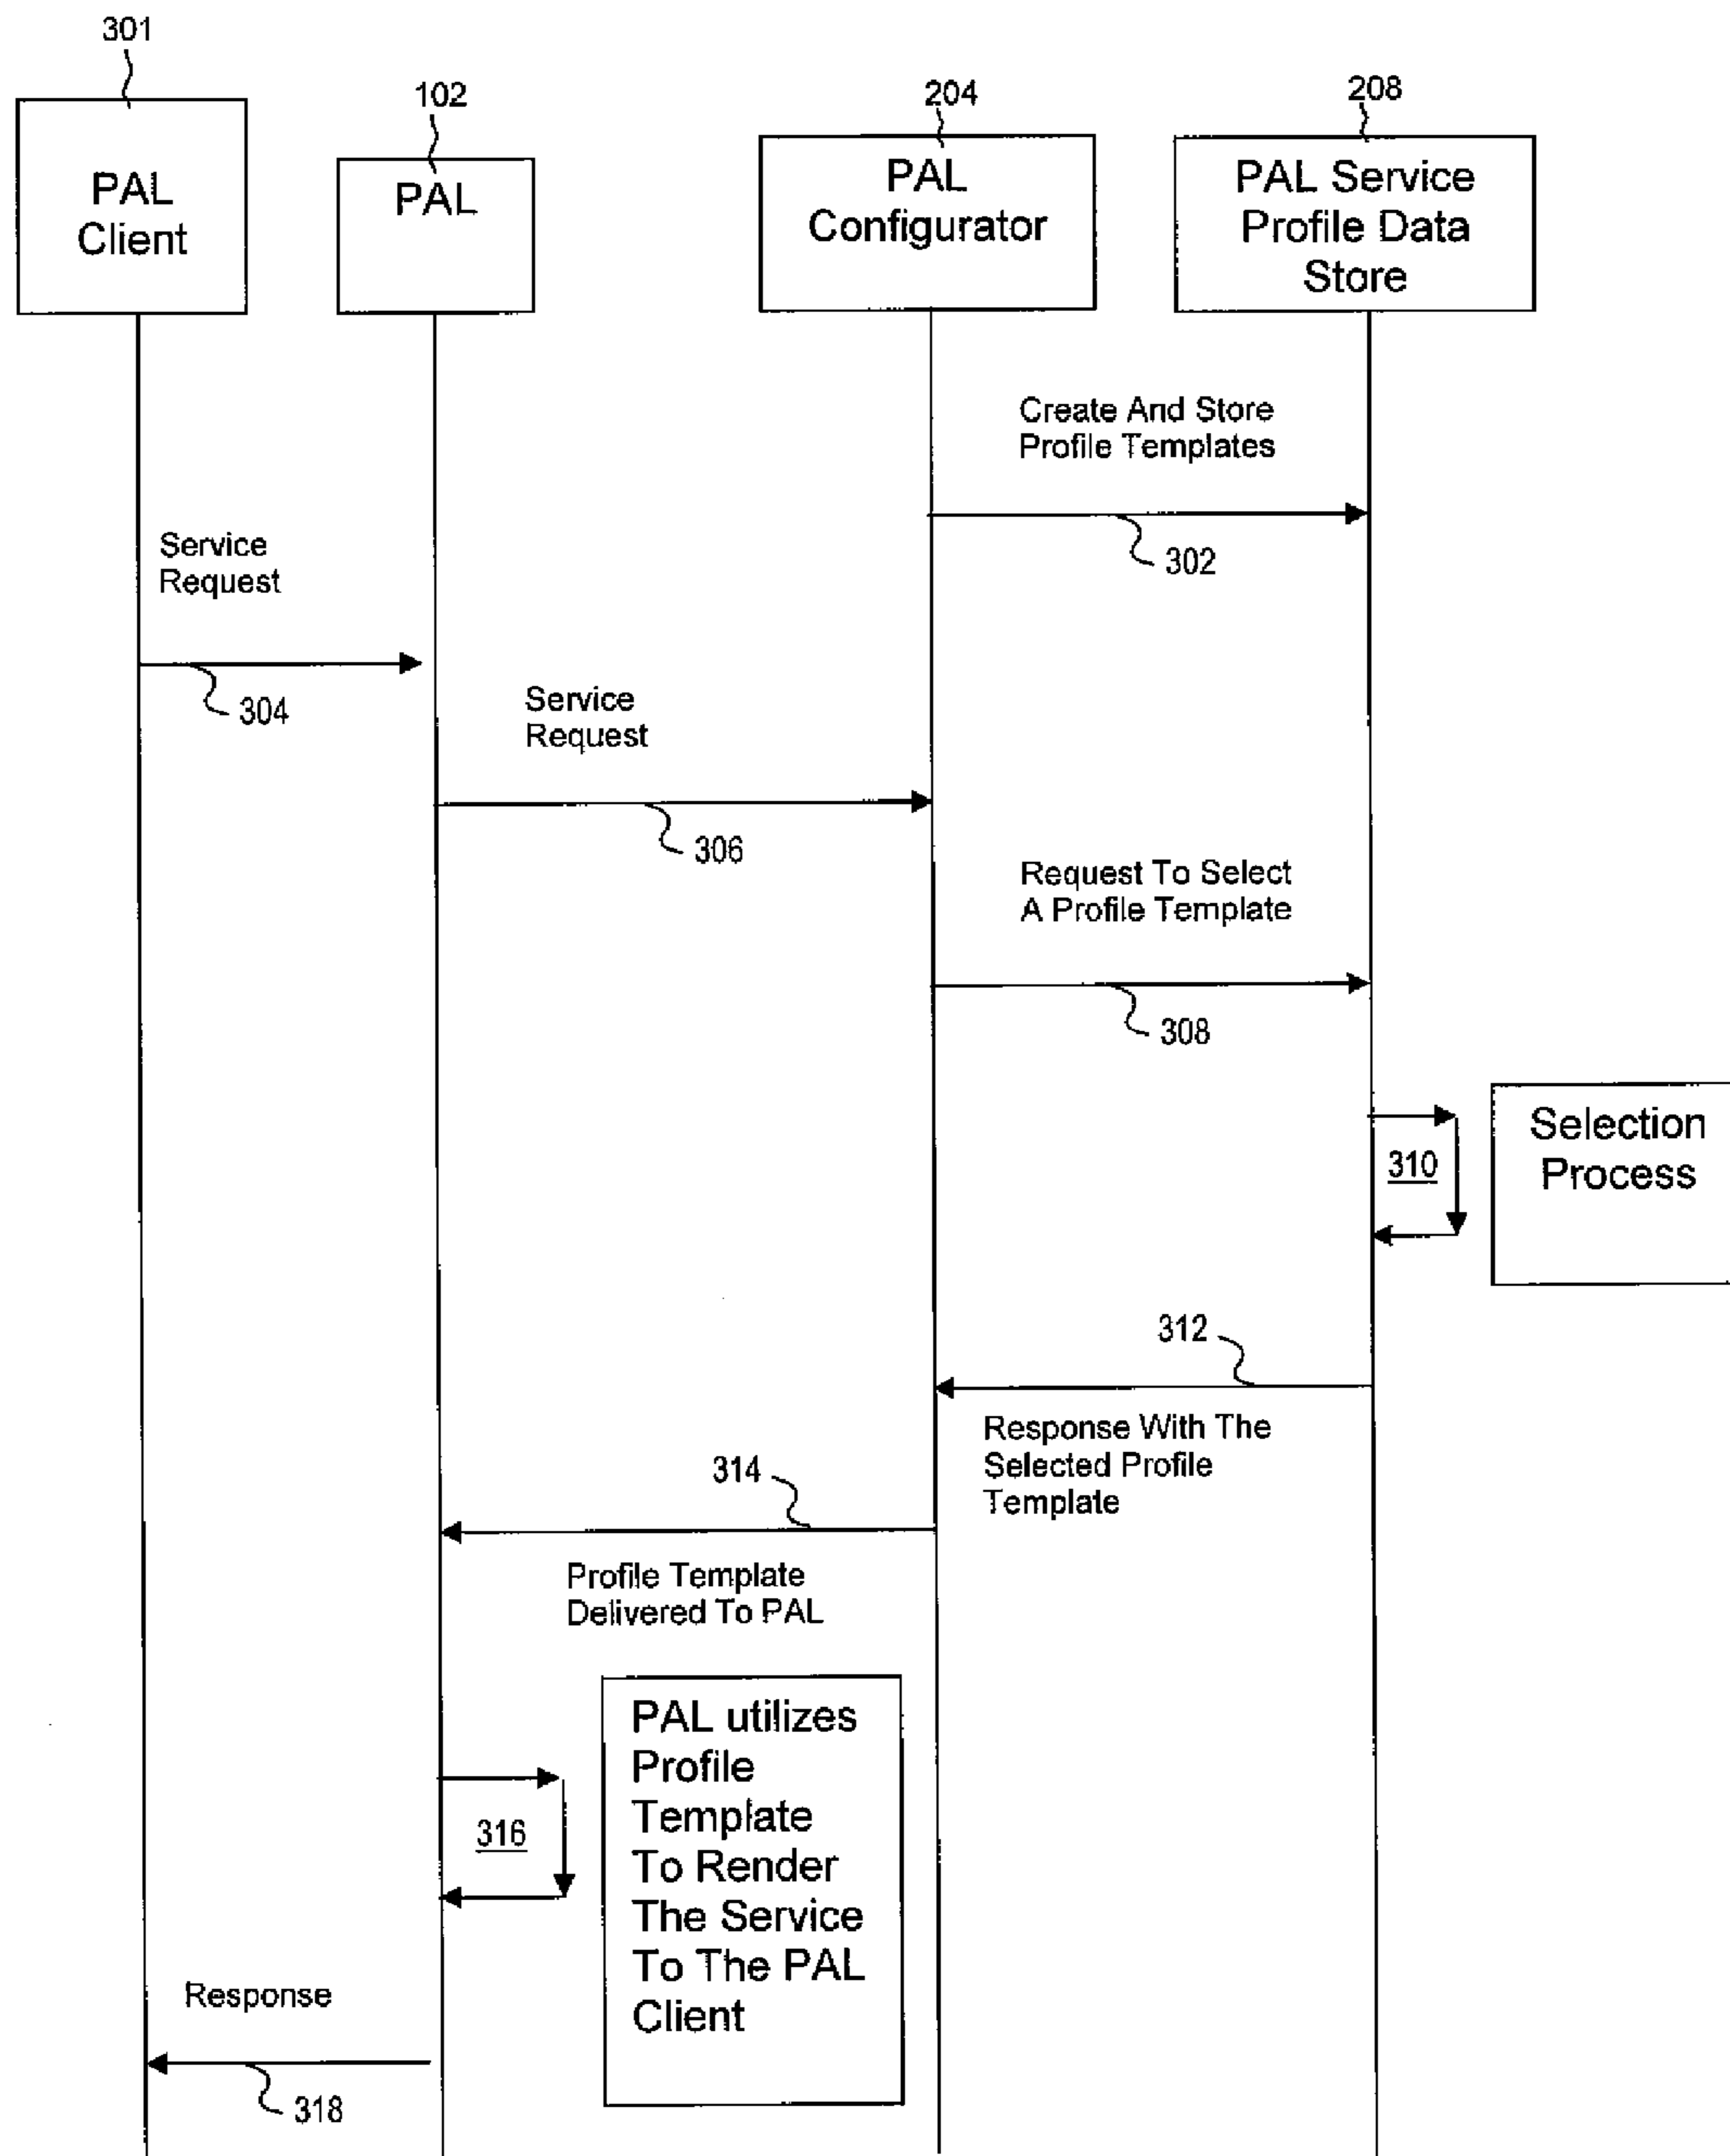 301
102
204
208
PAL
Client
PAL
PAL
Configurator
PAL Service
Profile Data
Store
Create And Store
Profile Templates
302
Service
Request
304
Service
Request
306
Request To Select
A Profile Template
308
310
Selection
Process
312
Response With The
Selected Profile
Template
314
Profile Template
Delivered To PAL
316
PAL utilizes
Profile
Template
To Render
The Service
To The PAL
Client
Response
318